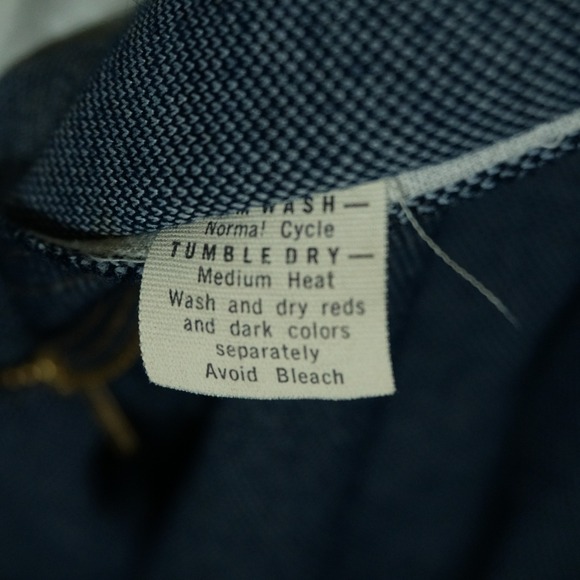 WASH—
Normal Cycle
TUMBLE DRY—
Medium Heat
Wash and dry reds
and dark colors
separately
Avoid Bleach